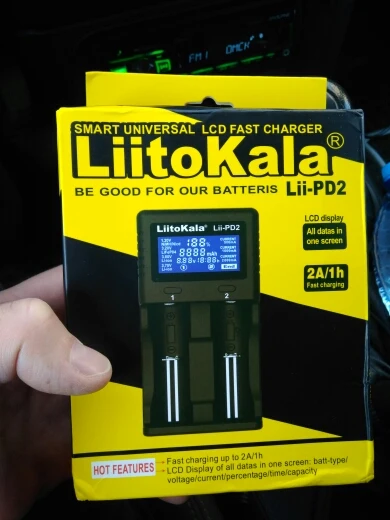 FM1 OMCK
SMART UNIVERSAL LCD FAST CHARGER
LiitoKala®
BE GOOD FOR OUR BATTERIS Lii-PD2
LCD display
All datas in
one screen
2A/1h
Fast charging
LiitoKala® Lii-PD2
1 2
HOT FEATURES
Fast charging up to 2A/1h
LCD Display of all datas in one screen: batt-type/
voltage/current/percentage/time/capacity